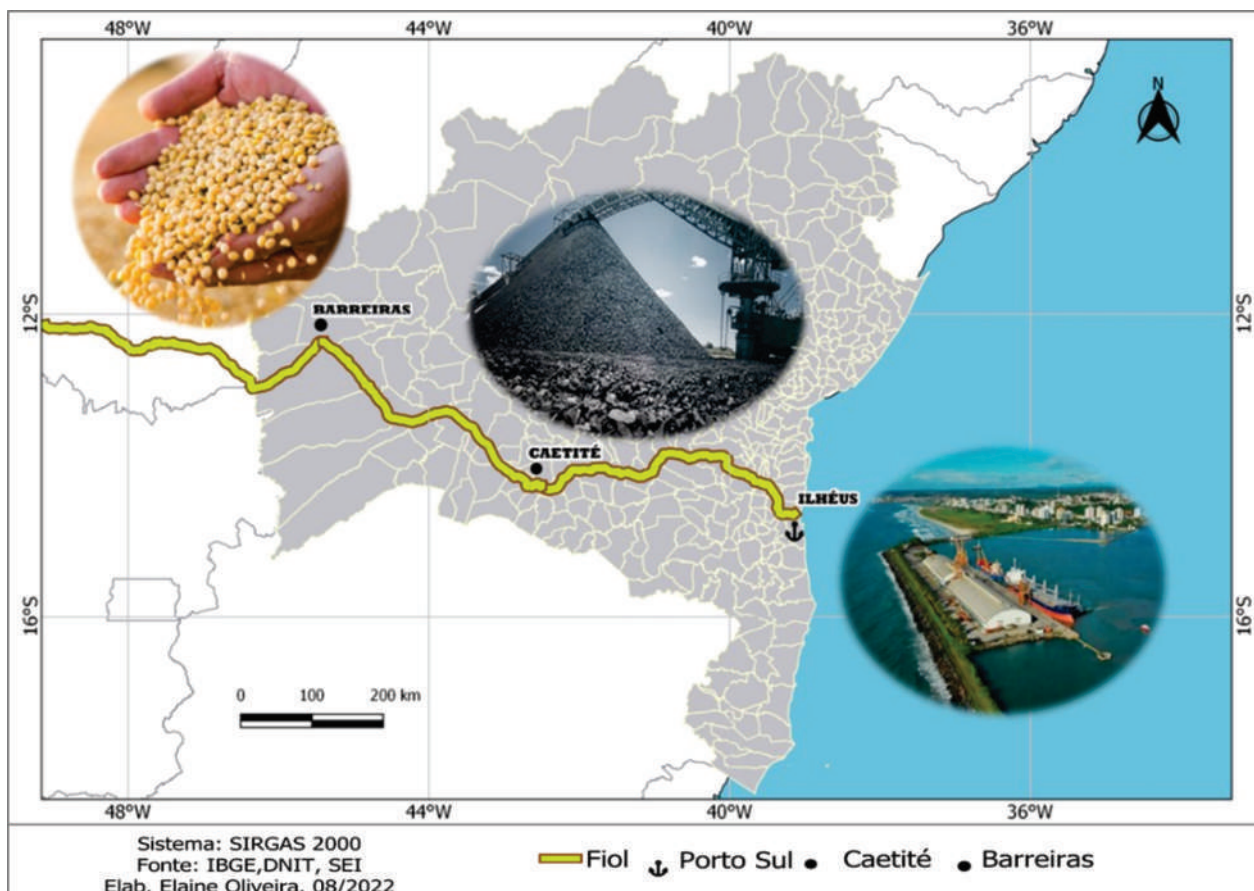 48°W 44°W 40°W 36°W
N
12°S 12°S
BARREIRAS
CAETITÉ
ILHÉUS
16°S 16°S
0 100 200 km
48°W 44°W 40°W 36°W
Sistema: SIRGAS 2000
Fonte: IBGE,DNIT, SEI
Elab. Elaine Oliveira, 08/2022
Fiol Porto Sul Caetité Barreiras